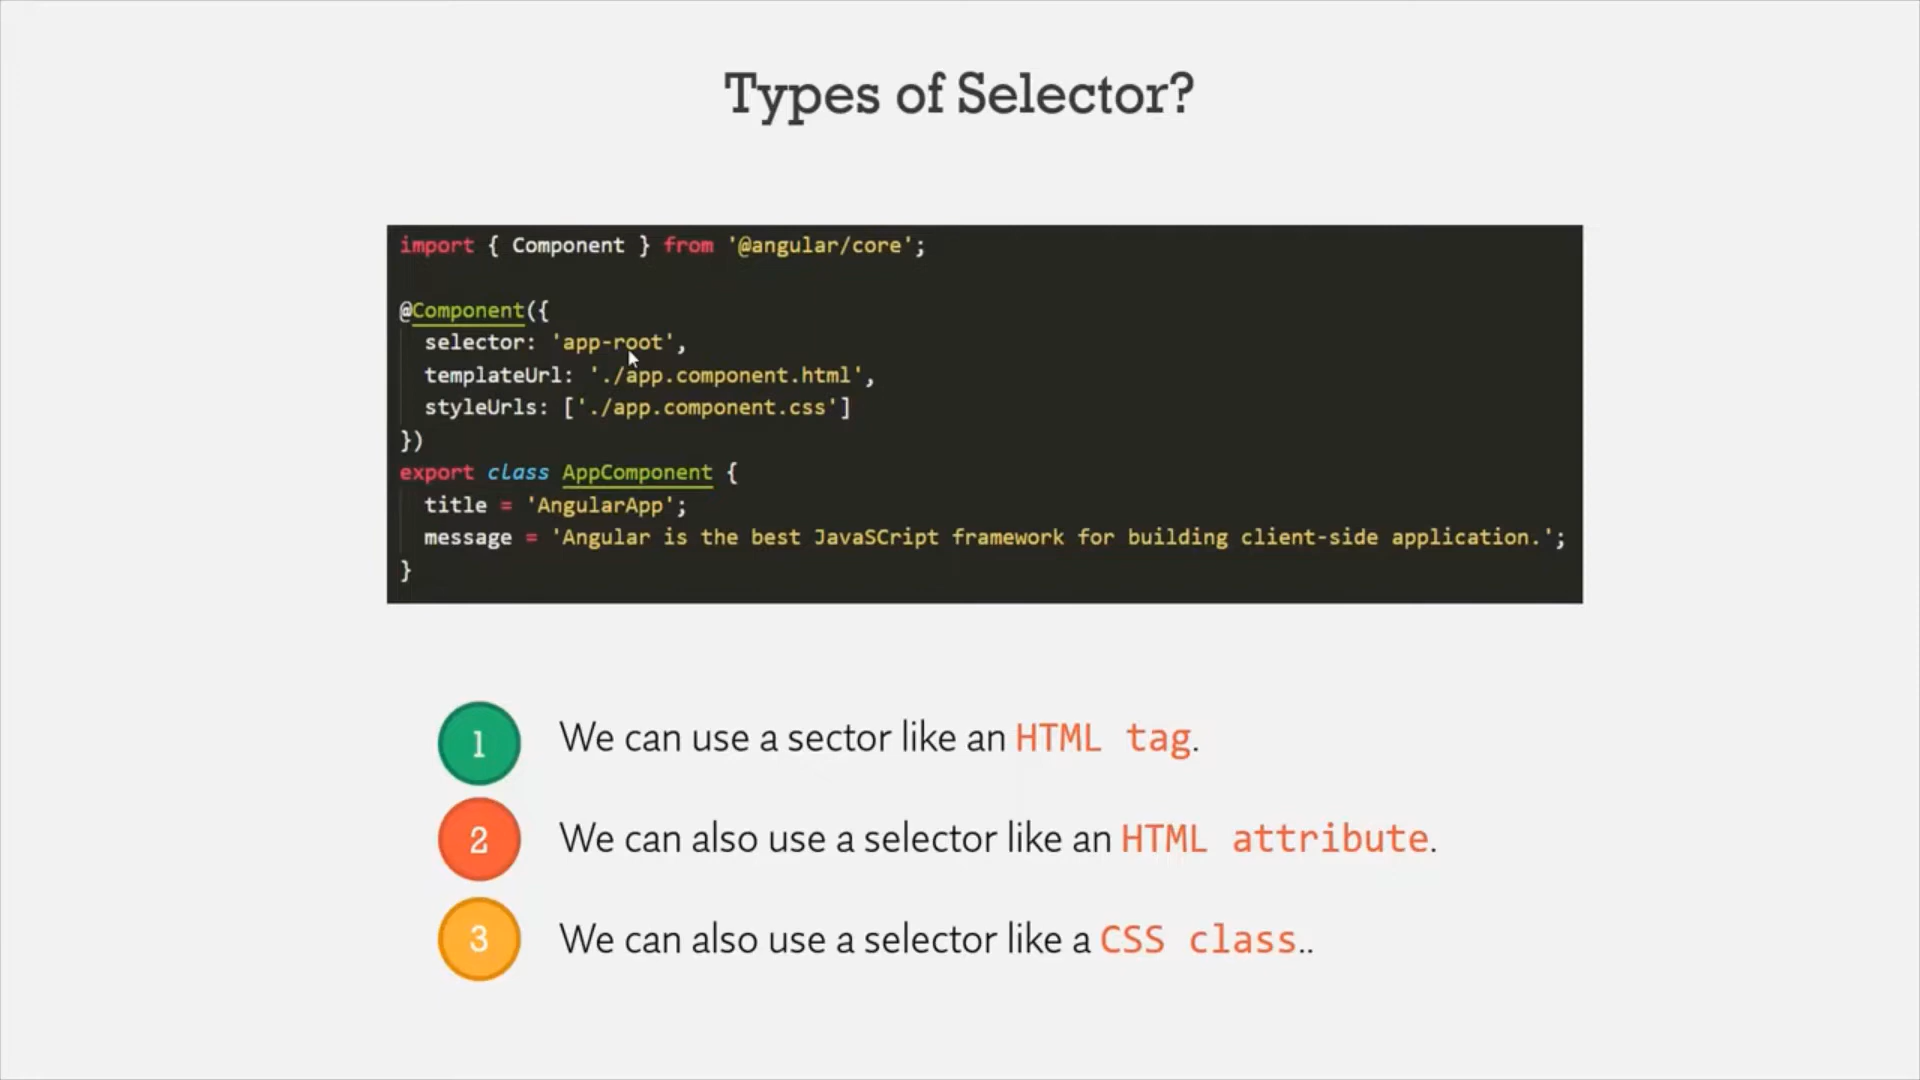 Types of Selector?
import { Component } from '@angular/core';
@Component({
selector: 'app-root',
templateUrl: './app.component.html',
styleUrls: ['./app.component.css']
})
export class AppComponent {
title = 'AngularApp';
message = 'Angular is the best JavaSCript framework for building client-side application.';
}
1 We can use a sector like an HTML tag.
2 We can also use a selector like an HTML attribute.
3 We can also use a selector like a CSS class..